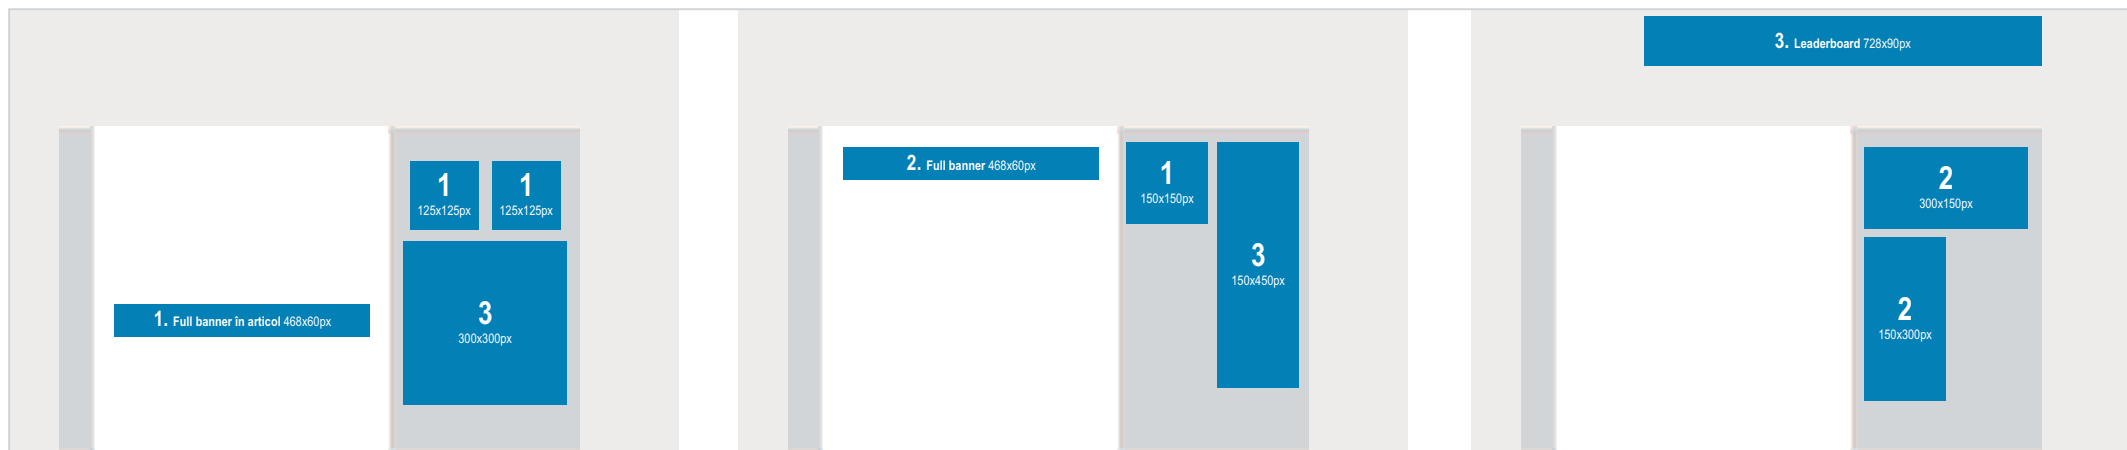 1
125x125px
1
125x125px
3
300x300px
1. Full banner în articol 468x60px
2. Full banner 468x60px
1
150x150px
3
150x450px
3. Leaderboard 728x90px
2
300x150px
2
150x300px